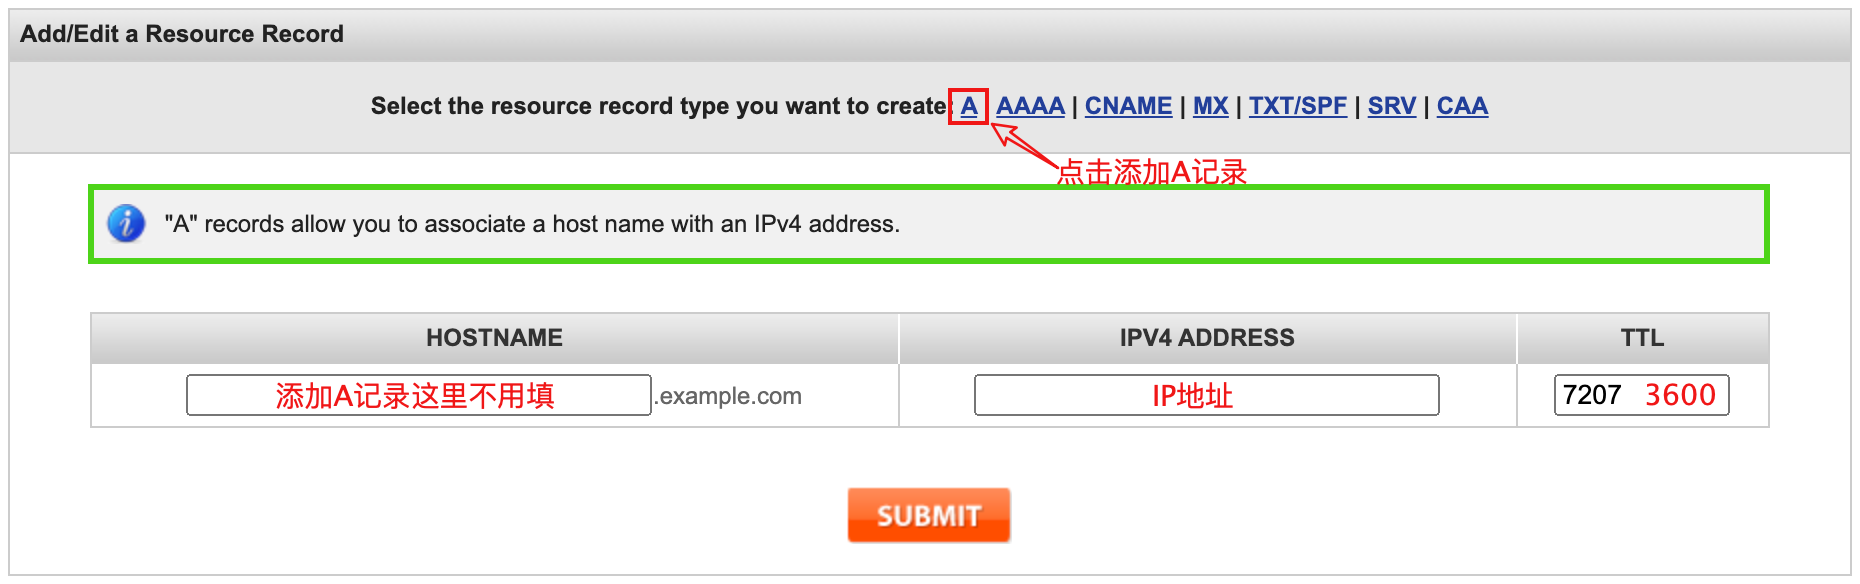 Add/Edit a Resource Record
Select the resource record type you want to create: A AAAA | CNAME | MX | TXT/SPF | SRV | CAA
点击添加A记录
"A" records allow you to associate a host name with an IPv4 address.
HOSTNAME IPV4 ADDRESS TTL
添加A记录这里不用填 .example.com IP地址 7207 3600
SUBMIT